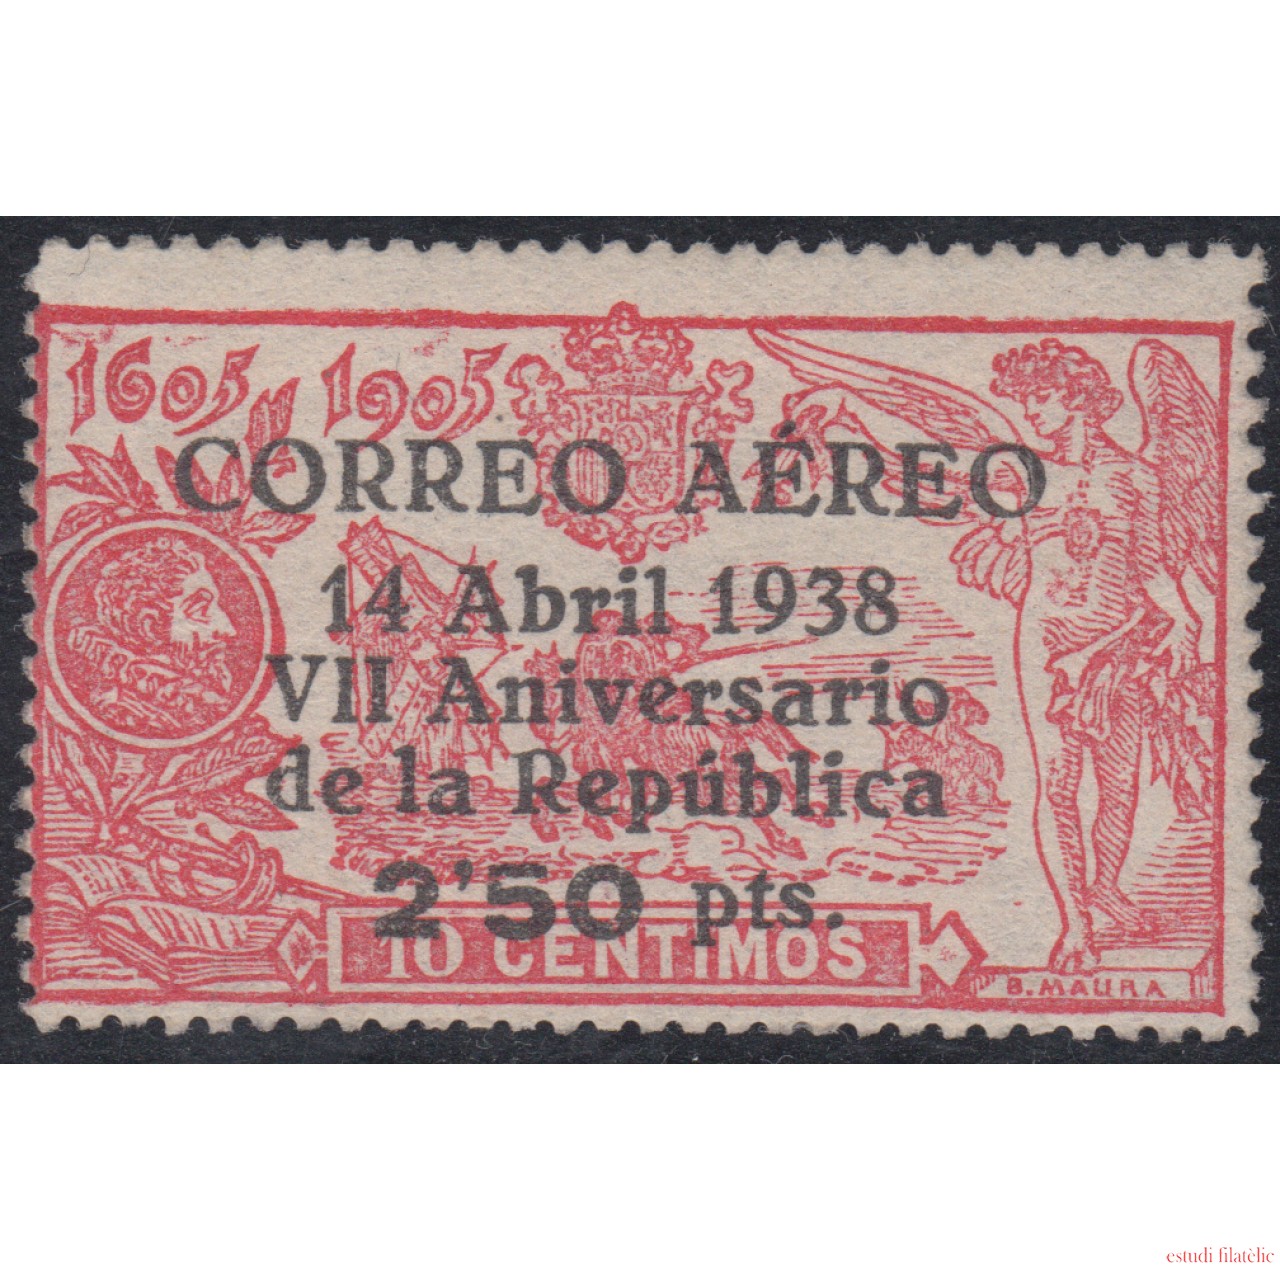 1605 1905
CORREO AÉREO
14 Abril 1938
VII Aniversario
de la República
2'50 pts.
10 CENTIMOS
B. MAURA
estudi filatèlic